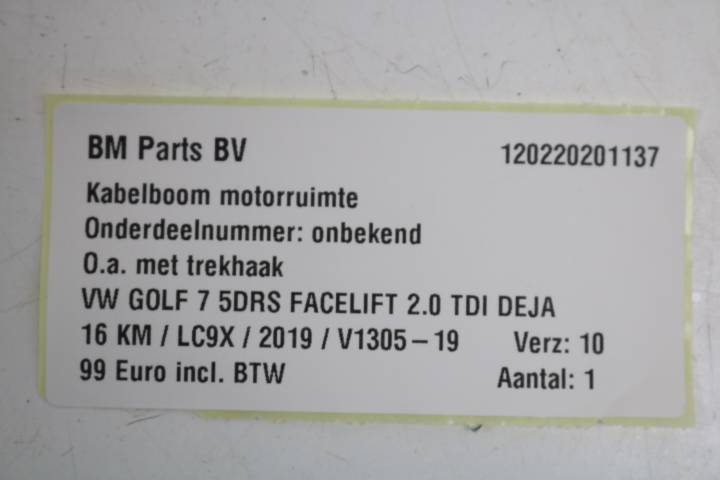 BM Parts BV 120220201137
Kabelboom motorruimte
Onderdeelnummer: onbekend
O.a. met trekhaak
VW GOLF 7 5DRS FACELIFT 2.0 TDI DEJA
16 KM / LC9X / 2019 / V1305-19 Verz: 10
99 Euro incl. BTW Aantal: 1